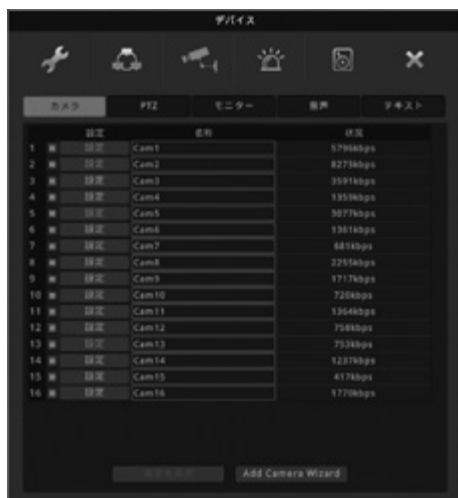 デバイス
カメラ PTZ モニター 音声 テキスト
設定 名称 状況
1 設定 Cam1 5796kbps
2 設定 Cam2 8273kbps
3 設定 Cam3 3591kbps
4 設定 Cam4 1359kbps
5 設定 Cam5 3077kbps
6 設定 Cam6 1361kbps
7 設定 Cam7 681kbps
8 設定 Cam8 2255kbps
9 設定 Cam9 1717kbps
10 設定 Cam10 720kbps
11 設定 Cam11 1364kbps
12 設定 Cam12 758kbps
13 設定 Cam13 753kbps
14 設定 Cam14 1237kbps
15 設定 Cam15 417kbps
16 設定 Cam16 1770kbps
Add Camera Wizard